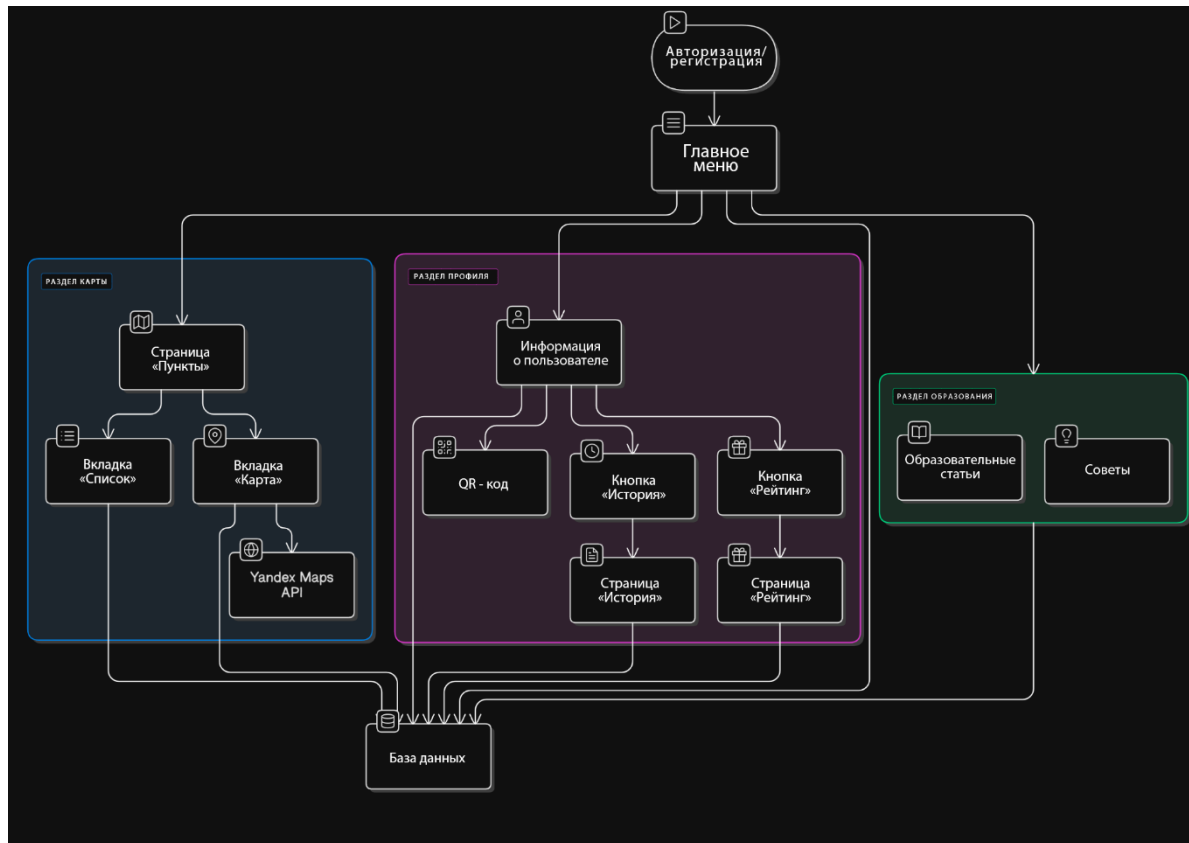 Авторизация/
регистрация
Главное
меню
РАЗДЕЛ КАРТЫ
Страница
«Пункты»
Вкладка
«Список»
Вкладка
«Карта»
Yandex Maps
API
РАЗДЕЛ ПРОФИЛЯ
Информация
о пользователе
QR - код
Кнопка
«История»
Кнопка
«Рейтинг»
Страница
«История»
Страница
«Рейтинг»
РАЗДЕЛ ОБРАЗОВАНИЯ
Образовательные
статьи
Советы
База данных